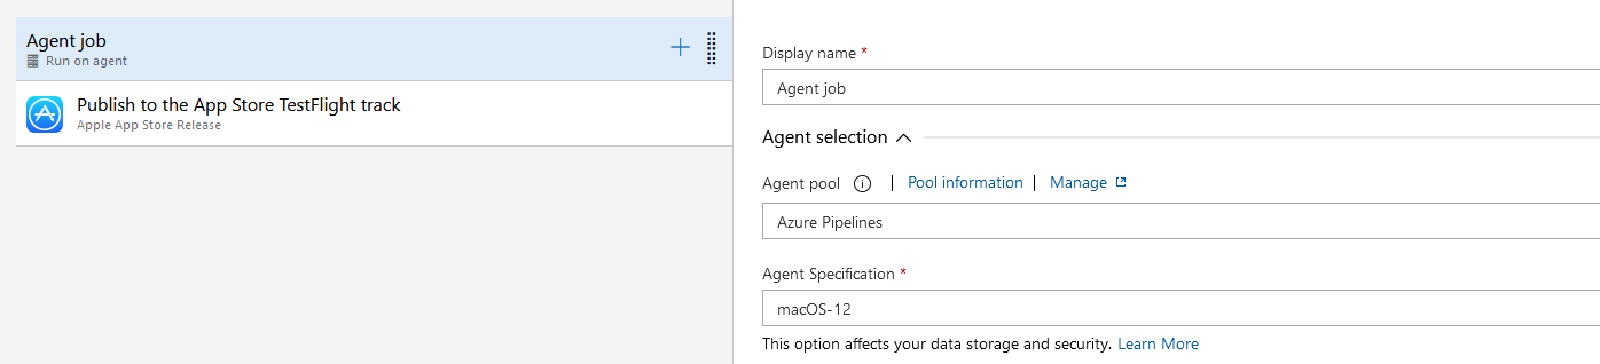 Agent job
Run on agent
Publish to the App Store TestFlight track
Apple App Store Release
Display name *
Agent job
Agent selection
Agent pool | Pool information | Manage
Azure Pipelines
Agent Specification *
macOS-12
This option affects your data storage and security. Learn More